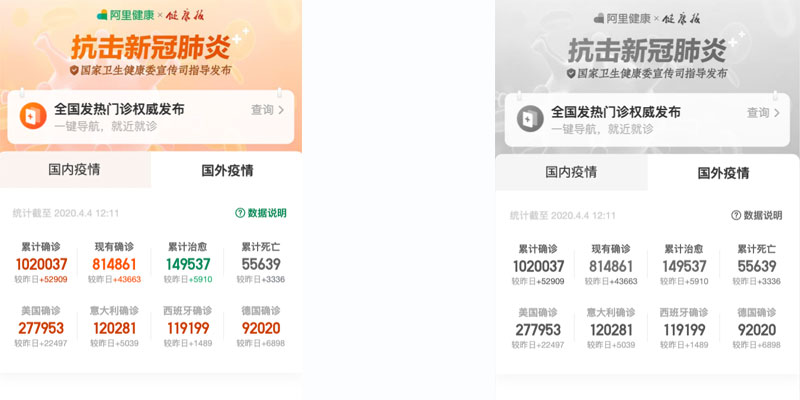 阿里健康 × 健康报
抗击新冠肺炎
国家卫生健康委宣传司指导发布
全国发热门诊权威发布
查询 >
一键导航，就近就诊
国内疫情 国外疫情
统计截至 2020.4.4 12:11
数据说明
累计确诊 现有确诊 累计治愈 累计死亡
1020037 814861 149537 55639
较昨日+52909 较昨日+43663 较昨日+5910 较昨日+3336
美国确诊 意大利确诊 西班牙确诊 德国确诊
277953 120281 119199 92020
较昨日+22497 较昨日+5039 较昨日+1489 较昨日+6898
阿里健康 × 健康报
抗击新冠肺炎
国家卫生健康委宣传司指导发布
全国发热门诊权威发布
查询 >
一键导航，就近就诊
国内疫情 国外疫情
统计截至 2020.4.4 12:11
数据说明
累计确诊 现有确诊 累计治愈 累计死亡
1020037 814861 149537 55639
较昨日+52909 较昨日+43663 较昨日+5910 较昨日+3336
美国确诊 意大利确诊 西班牙确诊 德国确诊
277953 120281 119199 92020
较昨日+22497 较昨日+5039 较昨日+1489 较昨日+6898